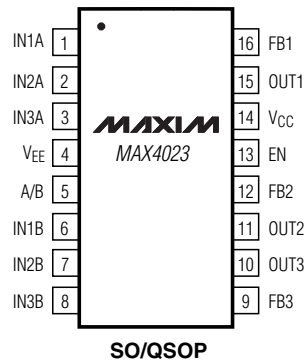 IN1A 1 16 FB1
IN2A 2 15 OUT1
IN3A 3 MAXIM 14 VCC
VEE 4 MAX4023 13 EN
A/B 5 12 FB2
IN1B 6 11 OUT2
IN2B 7 10 OUT3
IN3B 8 9 FB3
SO/QSOP